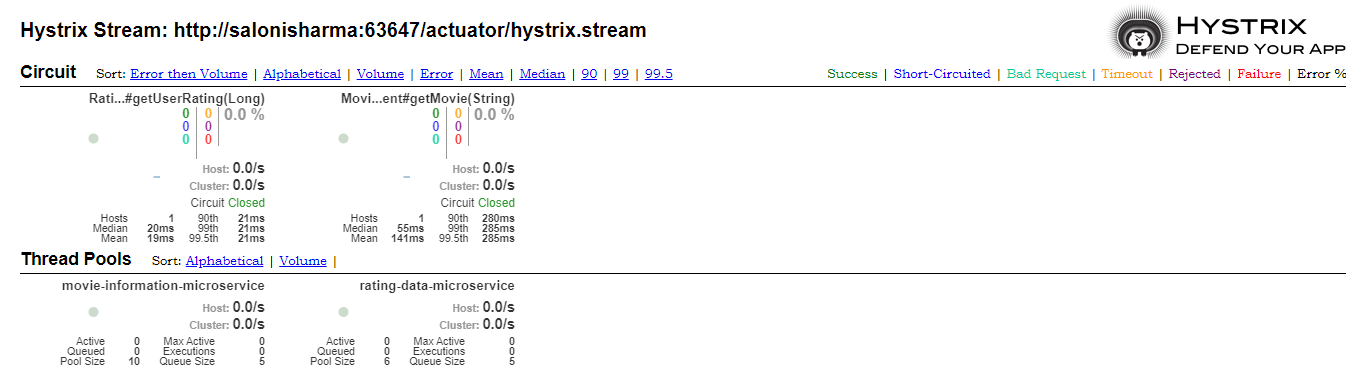 Hystrix Stream: http://salonisharma:63647/actuator/hystrix.stream
HYSTRIX
DEFEND YOUR APP
Circuit Sort: Error then Volume | Alphabetical | Volume | Error | Mean | Median | 90 | 99 | 99.5
Success | Short-Circuited | Bad Request | Timeout | Rejected | Failure | Error %
Rati...#getUserRating(Long) Movi...ent#getMovie(String)
0 0 0.0 % 0 0 0.0 %
0 0 0 0
0 0 0 0
Host: 0.0/s Host: 0.0/s
Cluster: 0.0/s Cluster: 0.0/s
Circuit Closed Circuit Closed
Hosts 1 90th 21ms Hosts 1 90th 280ms
Median 20ms 99th 21ms Median 55ms 99th 285ms
Mean 19ms 99.5th 21ms Mean 141ms 99.5th 285ms
Thread Pools Sort: Alphabetical | Volume |
movie-information-microservice rating-data-microservice
Host: 0.0/s Host: 0.0/s
Cluster: 0.0/s Cluster: 0.0/s
Active 0 Max Active 0 Active 0 Max Active 0
Queued 0 Executions 0 Queued 0 Executions 0
Pool Size 10 Queue Size 5 Pool Size 6 Queue Size 5